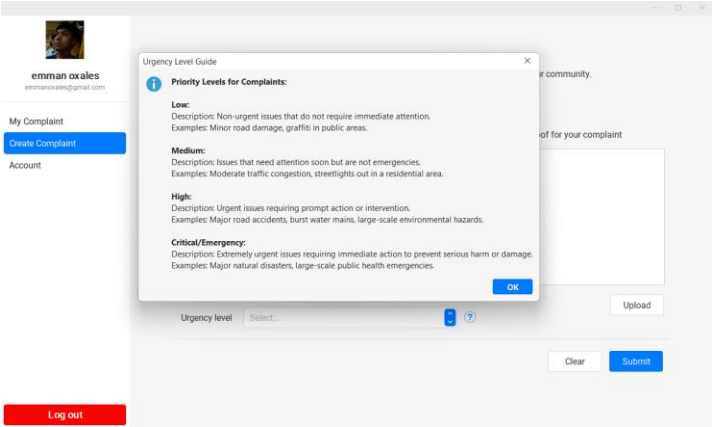 emman oxales
emmanoxales@gmail.com
My Complaint
Create Complaint
Account
Log out
Urgency Level Guide
Priority Levels for Complaints:
Low:
Description: Non-urgent issues that do not require immediate attention.
Examples: Minor road damage, graffiti in public areas.
Medium:
Description: Issues that need attention soon but are not emergencies.
Examples: Moderate traffic congestion, streetlights out in a residential area.
High:
Description: Urgent issues requiring prompt action or intervention.
Examples: Major road accidents, burst water mains, large-scale environmental hazards.
Critical/Emergency:
Description: Extremely urgent issues requiring immediate action to prevent serious harm or damage.
Examples: Major natural disasters, large-scale public health emergencies.
OK
community.
for your complaint
Upload
Urgency level Select...
Clear Submit